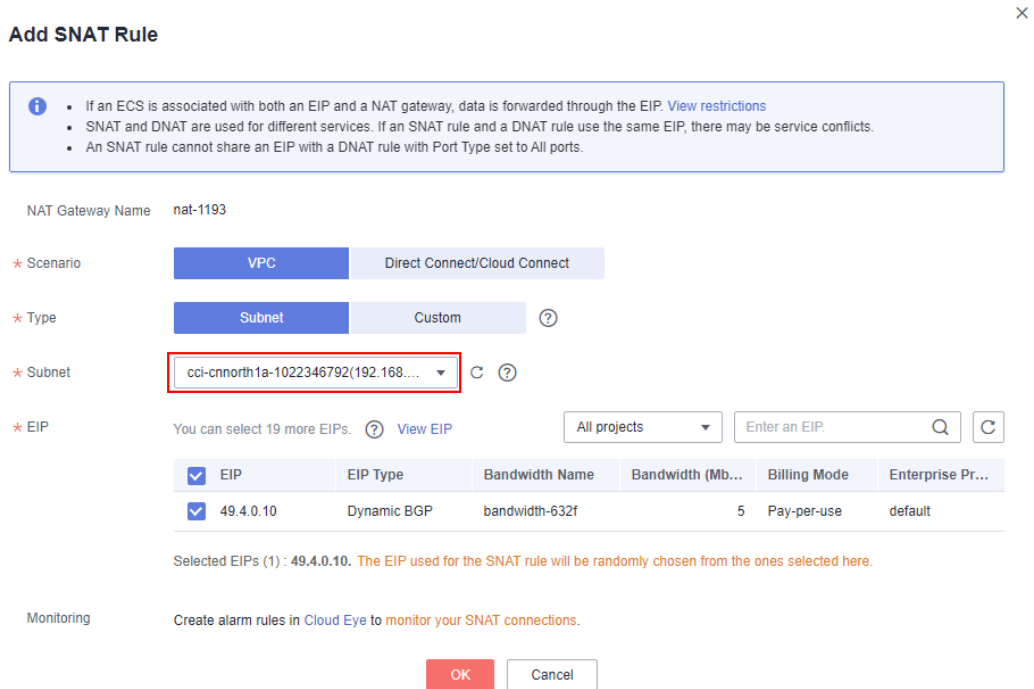 Add SNAT Rule
If an ECS is associated with both an EIP and a NAT gateway, data is forwarded through the EIP. View restrictions
SNAT and DNAT are used for different services. If an SNAT rule and a DNAT rule use the same EIP, there may be service conflicts.
An SNAT rule cannot share an EIP with a DNAT rule with Port Type set to All ports.
NAT Gateway Name nat-1193
* Scenario VPC Direct Connect/Cloud Connect
* Type Subnet Custom
* Subnet cci-cnnorth1a-1022346792(192.168....
* EIP You can select 19 more EIPs. View EIP All projects Enter an EIP.
EIP EIP Type Bandwidth Name Bandwidth (Mb... Billing Mode Enterprise Pr...
49.4.0.10 Dynamic BGP bandwidth-632f 5 Pay-per-use default
Selected EIPs (1) : 49.4.0.10. The EIP used for the SNAT rule will be randomly chosen from the ones selected here.
Monitoring Create alarm rules in Cloud Eye to monitor your SNAT connections.
OK Cancel